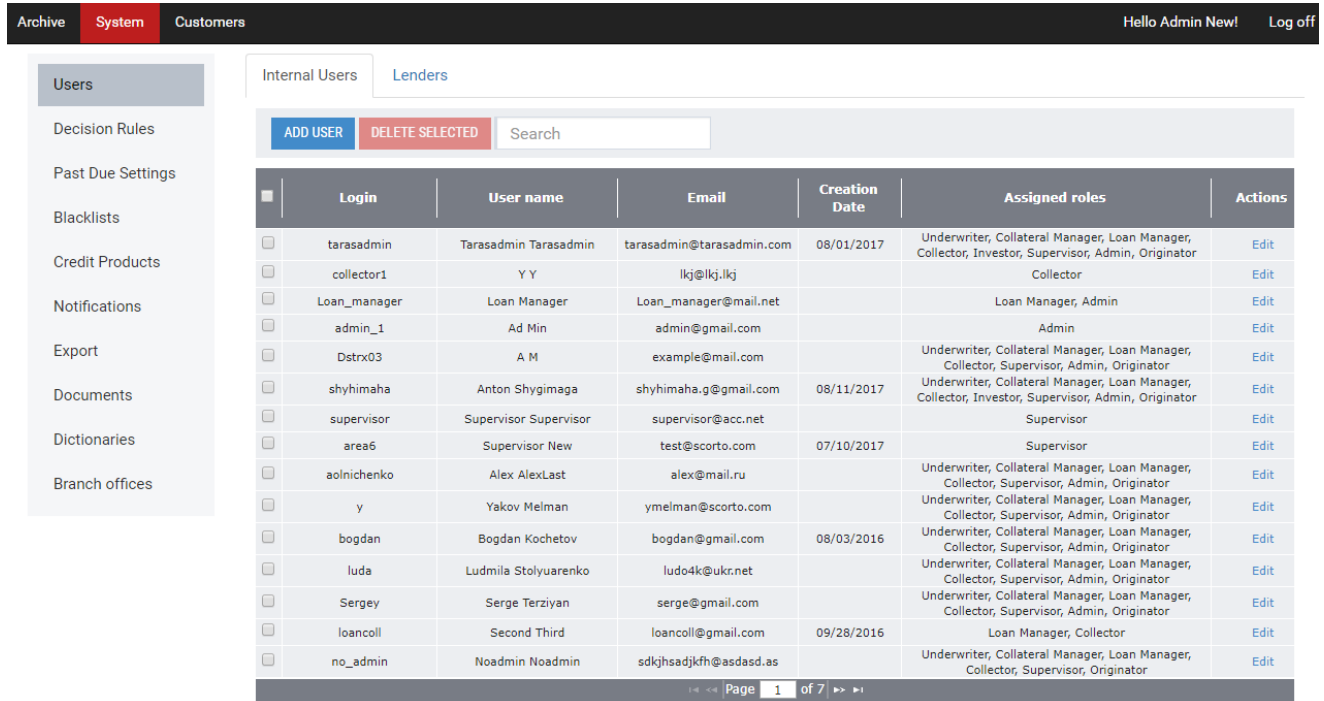 Archive System Customers Hello Admin New! Log off
Users
Decision Rules
Past Due Settings
Blacklists
Credit Products
Notifications
Export
Documents
Dictionaries
Branch offices
Internal Users Lenders
ADD USER DELETE SELECTED Search
Login User name Email Creation Date Assigned roles Actions
tarasadmin Tarasadmin Tarasadmin tarasadmin@tarasadmin.com 08/01/2017 Underwriter, Collateral Manager, Loan Manager,
Collector, Investor, Supervisor, Admin, Originator Edit
collector1 Y Y lkj@lkj.lkj Collector Edit
Loan_manager Loan Manager Loan_manager@mail.net Loan Manager, Admin Edit
admin_1 Ad Min admin@gmail.com Admin Edit
Dstrx03 A M example@mail.com Underwriter, Collateral Manager, Loan Manager,
Collector, Supervisor, Admin, Originator Edit
shyhimaha Anton Shygimaga shyhimaha.g@gmail.com 08/11/2017 Underwriter, Collateral Manager, Loan Manager,
Collector, Investor, Supervisor, Admin, Originator Edit
supervisor Supervisor Supervisor supervisor@acc.net Supervisor Edit
area6 Supervisor New test@scorto.com 07/10/2017 Supervisor Edit
aolnichenko Alex AlexLast alex@mail.ru Underwriter, Collateral Manager, Loan Manager,
Collector, Supervisor, Admin, Originator Edit
y Yakov Melman ymelman@scorto.com Underwriter, Collateral Manager, Loan Manager,
Collector, Supervisor, Admin, Originator Edit
bogdan Bogdan Kochetov bogdan@gmail.com 08/03/2016 Underwriter, Collateral Manager, Loan Manager,
Collector, Supervisor, Admin, Originator Edit
luda Ludmila Stolyuarenko ludo4k@ukr.net Underwriter, Collateral Manager, Loan Manager,
Collector, Supervisor, Admin, Originator Edit
Sergey Serge Terziyan serge@gmail.com Underwriter, Collateral Manager, Loan Manager,
Collector, Supervisor, Admin, Originator Edit
loancoll Second Third loancoll@gmail.com 09/28/2016 Loan Manager, Collector Edit
no_admin Noadmin Noadmin sdkjhsadjkfh@asdasd.as Underwriter, Collateral Manager, Loan Manager,
Collector, Supervisor, Originator Edit
Page 1 of 7